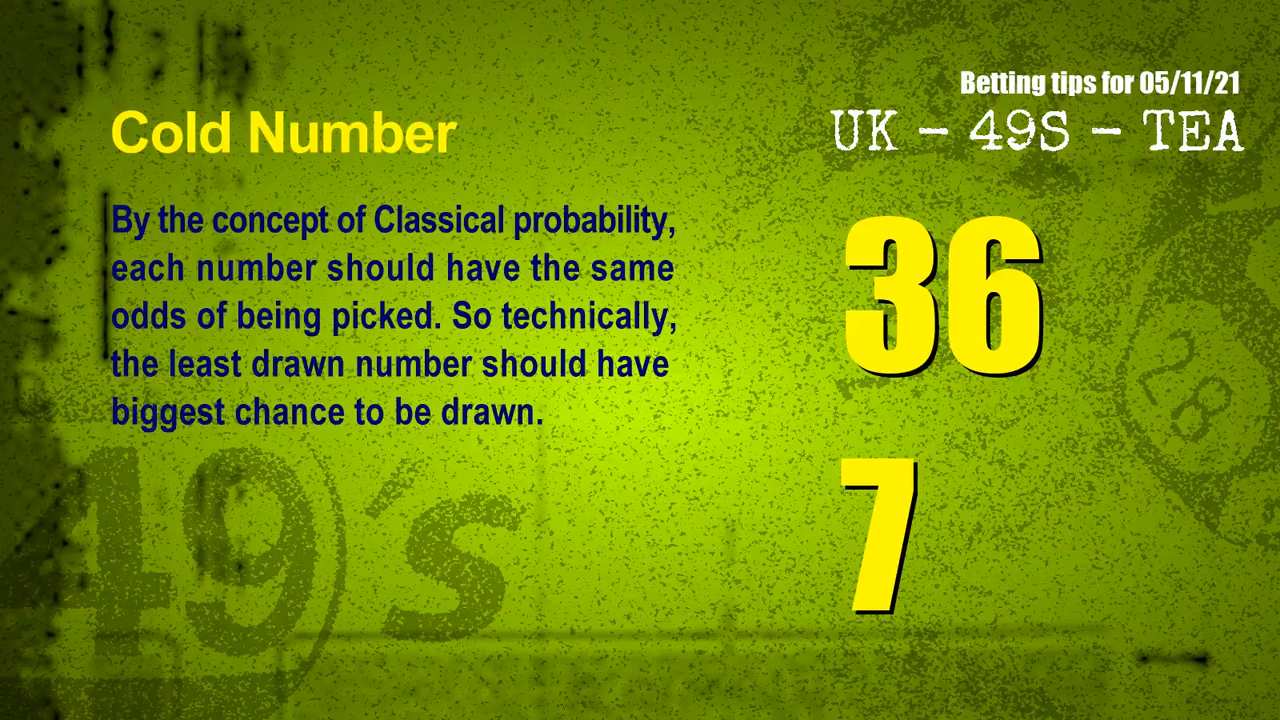 Betting tips for 05/11/21
UK - 49S - TEA
Cold Number
By the concept of Classical probability,
each number should have the same
odds of being picked. So technically,
the least drawn number should have
biggest chance to be drawn.
36
7
28
49's